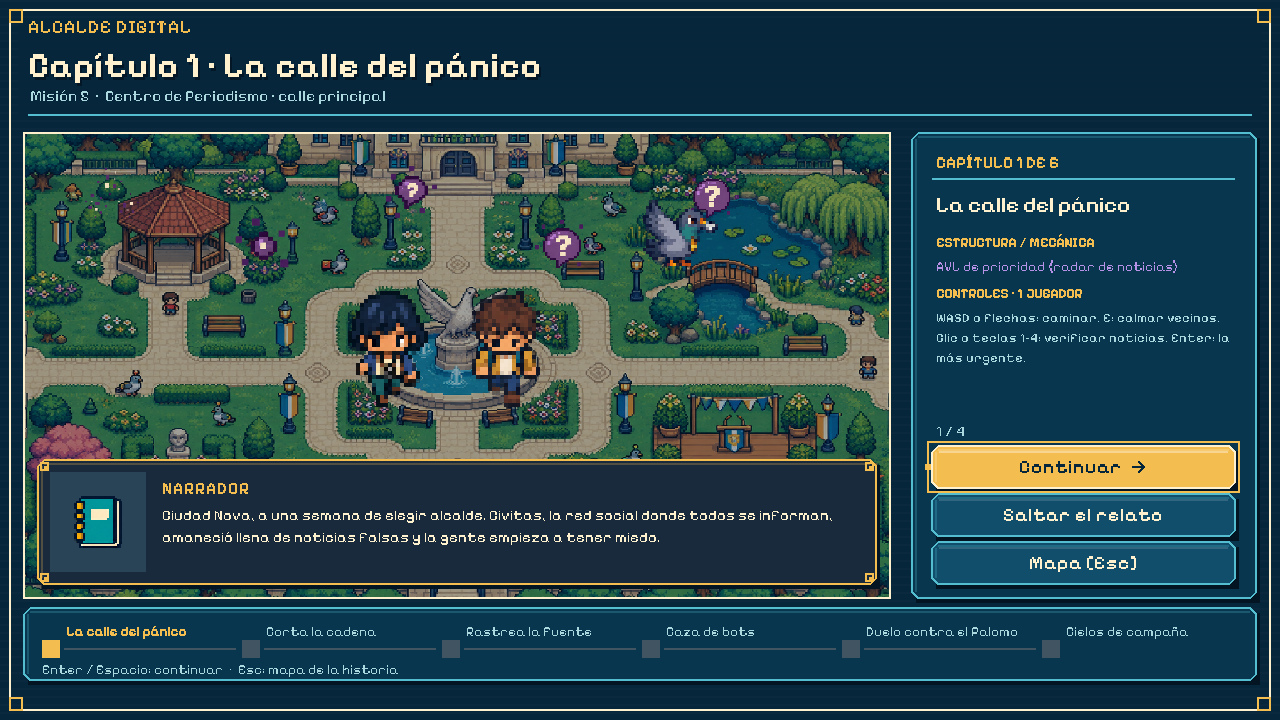 ALCALDE DIGITAL
Capítulo 1 · La calle del pánico
Misión 8 · Centro de Periodismo · calle principal
?
?
?
CAPÍTULO 1 DE 6
La calle del pánico
ESTRUCTURA / MECÁNICA
AVL de prioridad (radar de noticias)
CONTROLES · 1 JUGADOR
WASD o flechas: caminar. E: calmar vecinos.
Clic o teclas 1-4: verificar noticias. Enter: la
más urgente.
1 / 4
Continuar →
Saltar el relato
Mapa (Esc)
NARRADOR
Ciudad Nova, a una semana de elegir alcalde. Civitas, la red social donde todos se informan,
amaneció llena de noticias falsas y la gente empieza a tener miedo.
La calle del pánico
Corta la cadena
Rastrea la fuente
Caza de bots
Duelo contra el Palomo
Cielos de campaña
Enter / Espacio: continuar · Esc: mapa de la historia